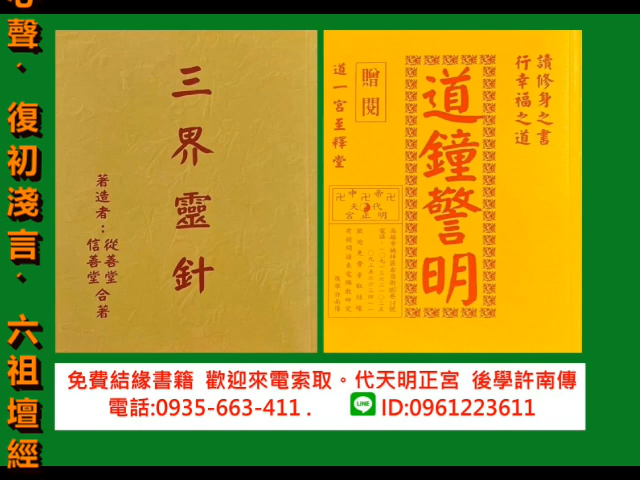 心聲、復初淺言、六祖壇經
三界靈針
著造者：從善堂
信善堂 合著
讀修身之書
行幸福之道
道鐘警明
贈閱
道一宮至釋堂
免費結緣書籍 歡迎來電索取。代天明正宮 後學許南傳
電話:0935-663-411 .
LINE ID:0961223611